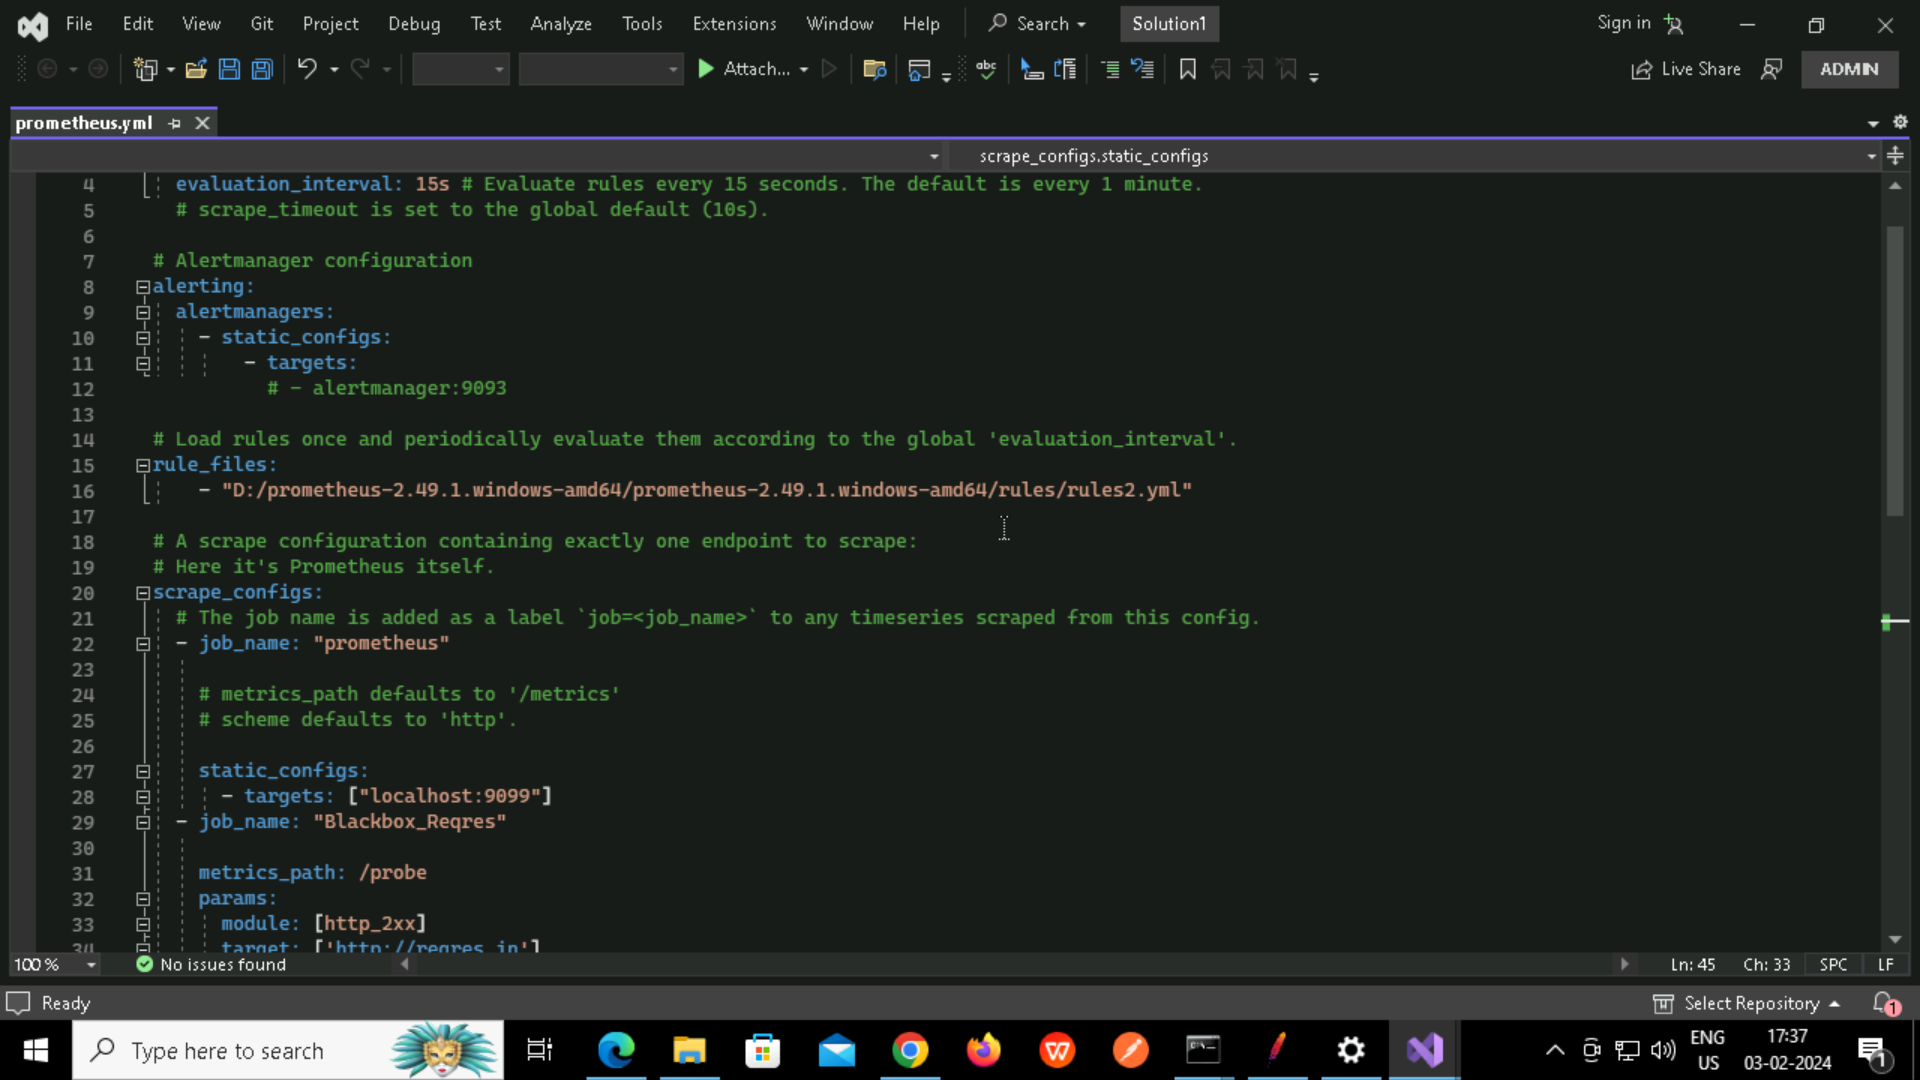 File Edit View Git Project Debug Test Analyze Tools Extensions Window Help Search Solution1 Sign in
Attach... Live Share ADMIN
prometheus.yml
scrape_configs.static_configs
4 evaluation_interval: 15s # Evaluate rules every 15 seconds. The default is every 1 minute.
5 # scrape_timeout is set to the global default (10s).
6
7 # Alertmanager configuration
8 alerting:
9 alertmanagers:
10 - static_configs:
11 - targets:
12 # - alertmanager:9093
13
14 # Load rules once and periodically evaluate them according to the global 'evaluation_interval'.
15 rule_files:
16 - "D:/prometheus-2.49.1.windows-amd64/prometheus-2.49.1.windows-amd64/rules/rules2.yml"
17
18 # A scrape configuration containing exactly one endpoint to scrape:
19 # Here it's Prometheus itself.
20 scrape_configs:
21 # The job name is added as a label `job=<job_name>` to any timeseries scraped from this config.
22 - job_name: "prometheus"
23
24 # metrics_path defaults to '/metrics'
25 # scheme defaults to 'http'.
26
27 static_configs:
28 - targets: ["localhost:9099"]
29 - job_name: "Blackbox_Reqres"
30
31 metrics_path: /probe
32 params:
33 module: [http_2xx]
34 target: ['http://reqres.in']
100 % No issues found Ln: 45 Ch: 33 SPC LF
Ready Select Repository 1
Type here to search ENG US 17:37 03-02-2024 1